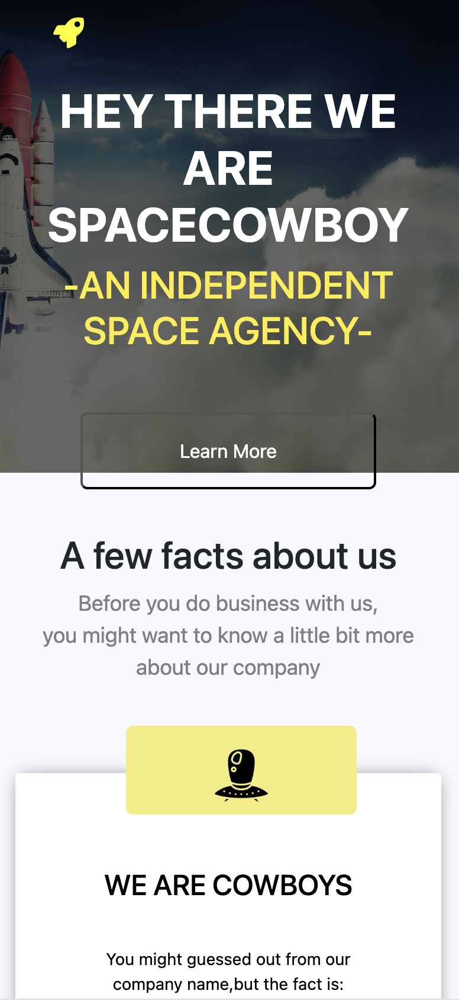 HEY THERE WE
ARE
SPACECOWBOY
-AN INDEPENDENT
SPACE AGENCY-
Learn More
A few facts about us
Before you do business with us,
you might want to know a little bit more
about our company
WE ARE COWBOYS
You might guessed out from our
company name,but the fact is: